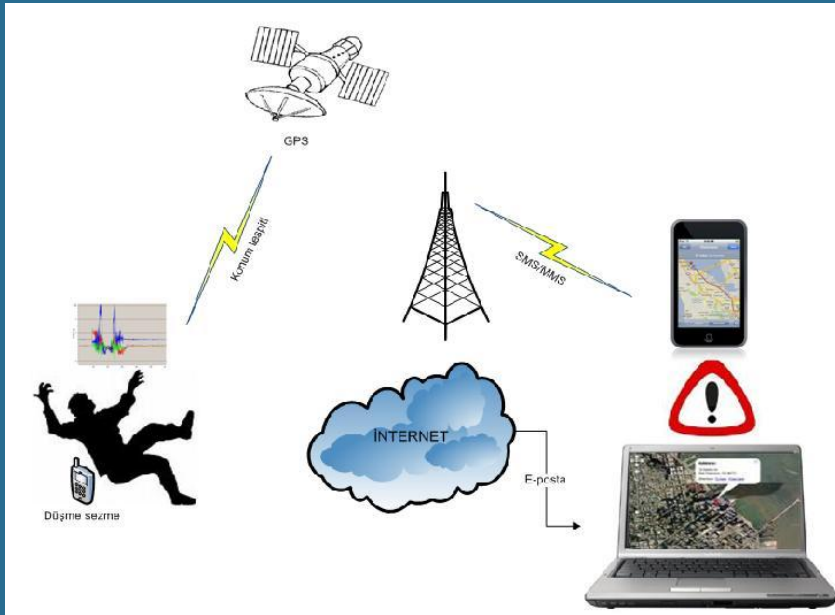 GPS
Konum tespiti
SMS/MMS
İNTERNET
E-posta
Düşme sezme